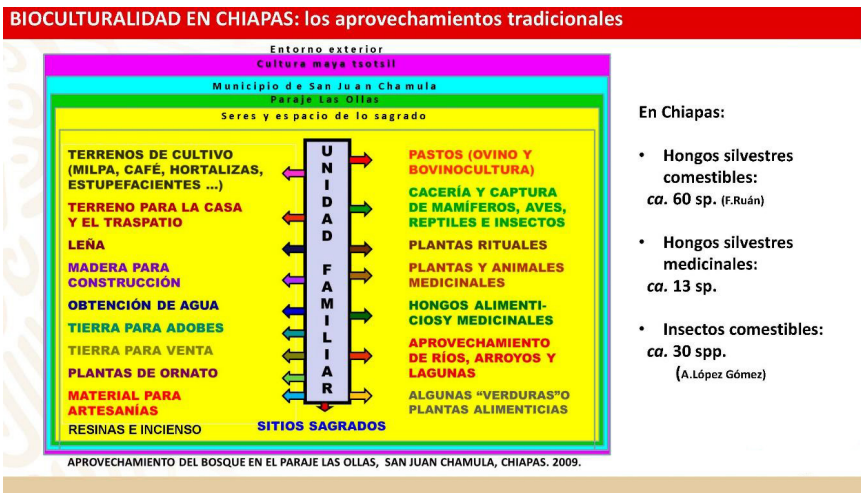 BIOCULTURALIDAD EN CHIAPAS: los aprovechamientos tradicionales
Entorno exterior
Cultura maya tsotsil
Municipio de San Juan Chamula
Paraje Las Ollas
Seres y espacio de lo sagrado
TERRENOS DE CULTIVO
(MILPA, CAFÉ, HORTALIZAS,
ESTUPEFACIENTES ...)
TERRENO PARA LA CASA
Y EL TRASPATIO
LEÑA
MADERA PARA
CONSTRUCCIÓN
OBTENCIÓN DE AGUA
TIERRA PARA ADOBES
TIERRA PARA VENTA
PLANTAS DE ORNATO
MATERIAL PARA
ARTESANÍAS
RESINAS E INCIENSO
UNIDAD FAMILIAR
SITIOS SAGRADOS
PASTOS (OVINO Y
BOVINOCULTURA)
CACERÍA Y CAPTURA
DE MAMÍFEROS, AVES,
REPTILES E INSECTOS
PLANTAS RITUALES
PLANTAS Y ANIMALES
MEDICINALES
HONGOS ALIMENTI-
CIOSY MEDICINALES
APROVECHAMIENTO
DE RÍOS, ARROYOS Y
LAGUNAS
ALGUNAS “VERDURAS”O
PLANTAS ALIMENTICIAS
APROVECHAMIENTO DEL BOSQUE EN EL PARAJE LAS OLLAS, SAN JUAN CHAMULA, CHIAPAS. 2009.
En Chiapas:
• Hongos silvestres
comestibles:
ca. 60 sp. (F.Ruán)
• Hongos silvestres
medicinales:
ca. 13 sp.
• Insectos comestibles:
ca. 30 spp.
(A.López Gómez)